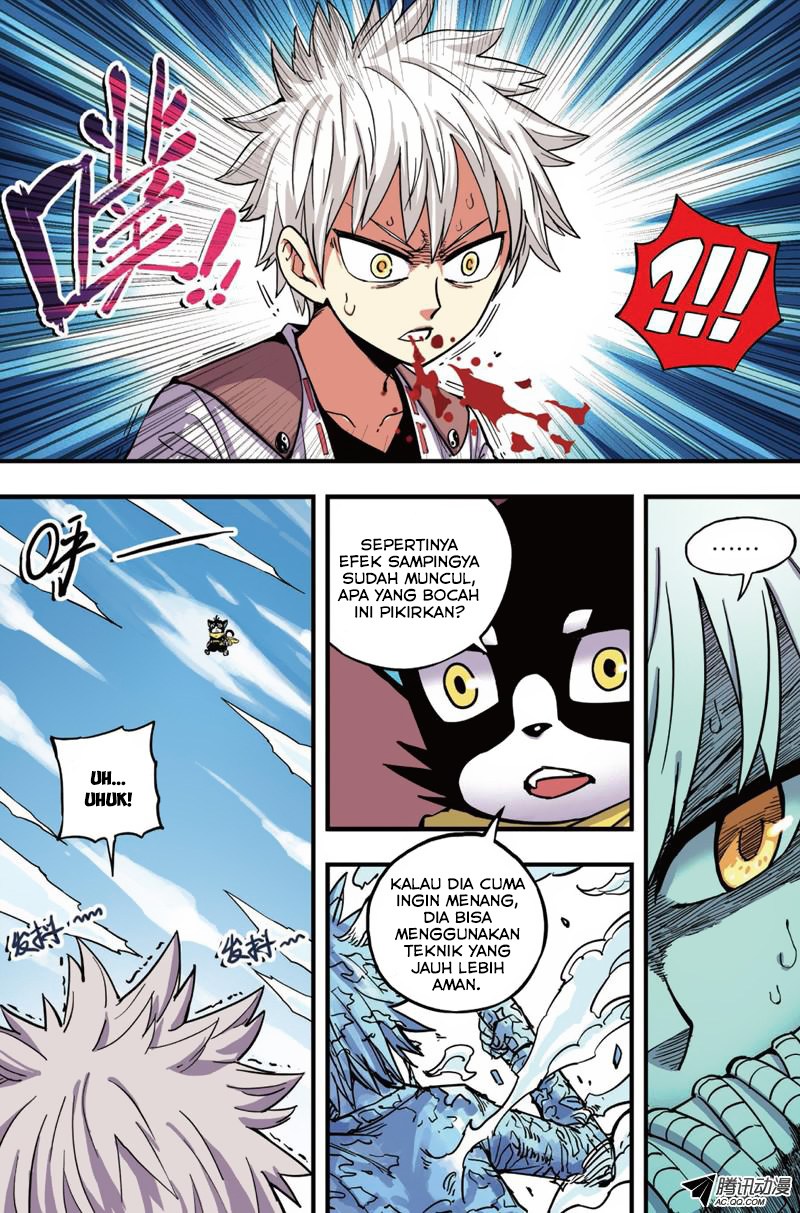 噗!!
?!!!
呼——
UH...
UHUK!
发抖~
发抖~
SEPERTINYA
EFEK SAMPINGYA
SUDAH MUNCUL,
APA YANG BOCAH
INI PIKIRKAN?
......
KALAU DIA CUMA
INGIN MENANG,
DIA BISA
MENGGUNAKAN
TEKNIK YANG
JAUH LEBIH
AMAN.
腾讯动漫
AC.QQ.COM